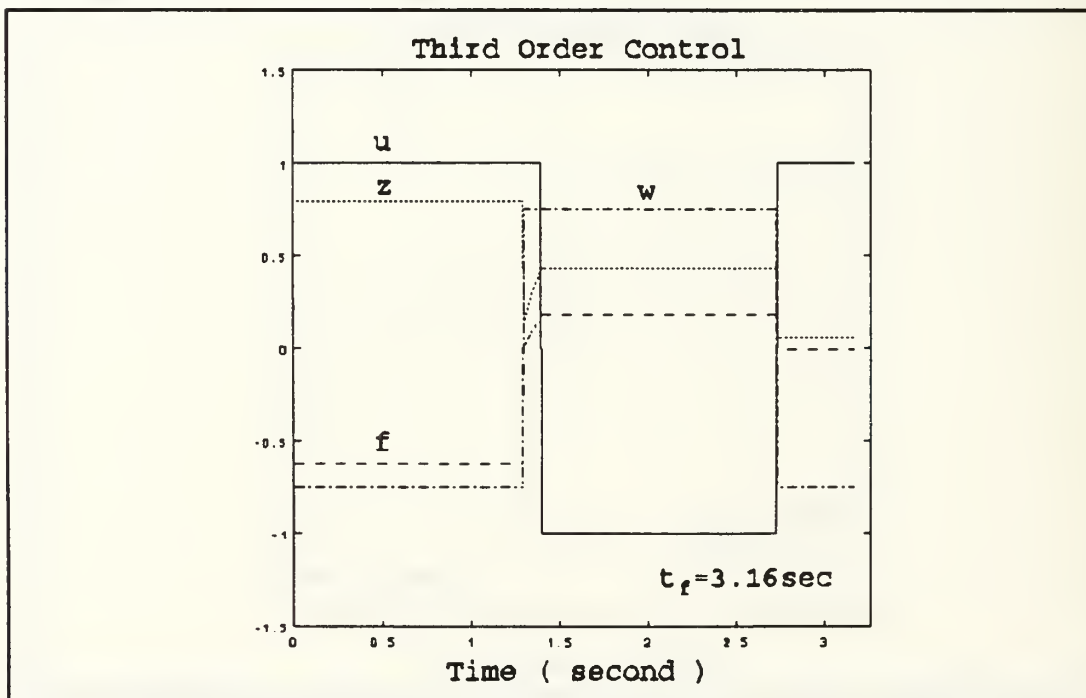 Third Order Control
1.5
u
1
z
w
0.5
0
f
-0.5
-1
t_f=3.16sec
-1.5
0 0.5 1 1.5 2 2.5 3
Time ( second )